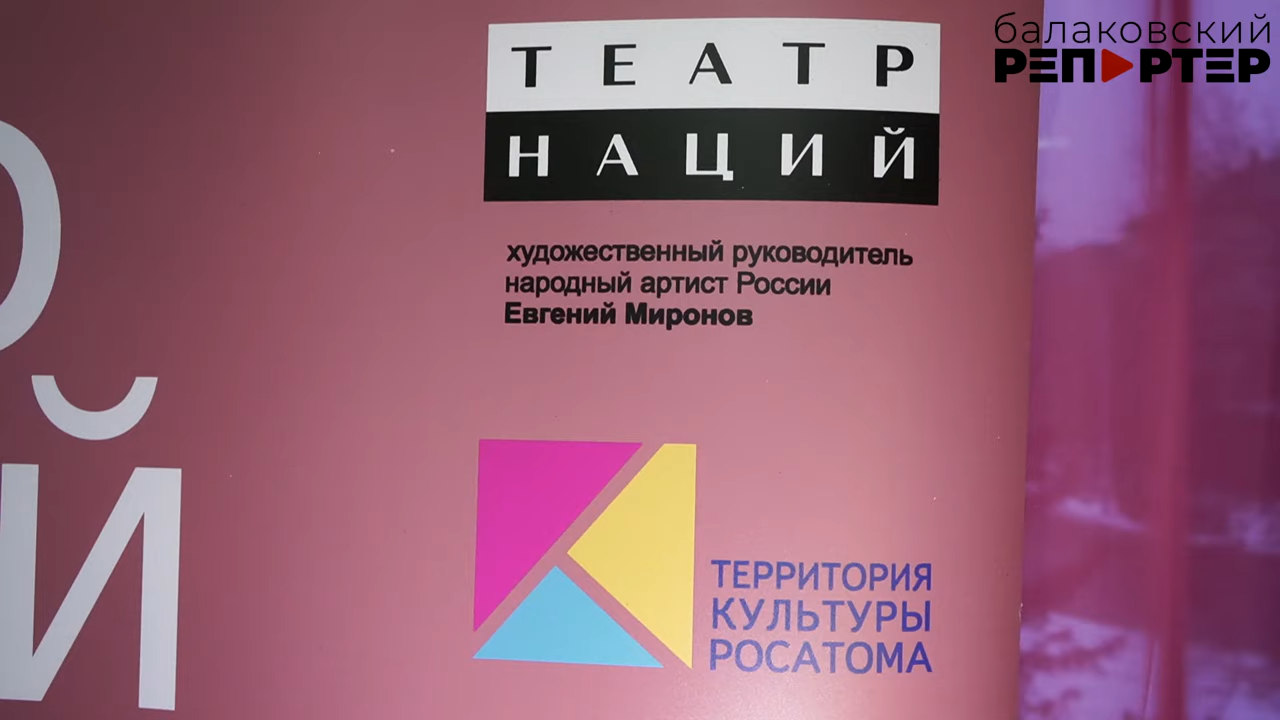 балаковский
РЕПОРТЕР
ТЕАТР
НАЦИЙ
художественный руководитель
народный артист России
Евгений Миронов
ТЕРРИТОРИЯ
КУЛЬТУРЫ
РОСАТОМА